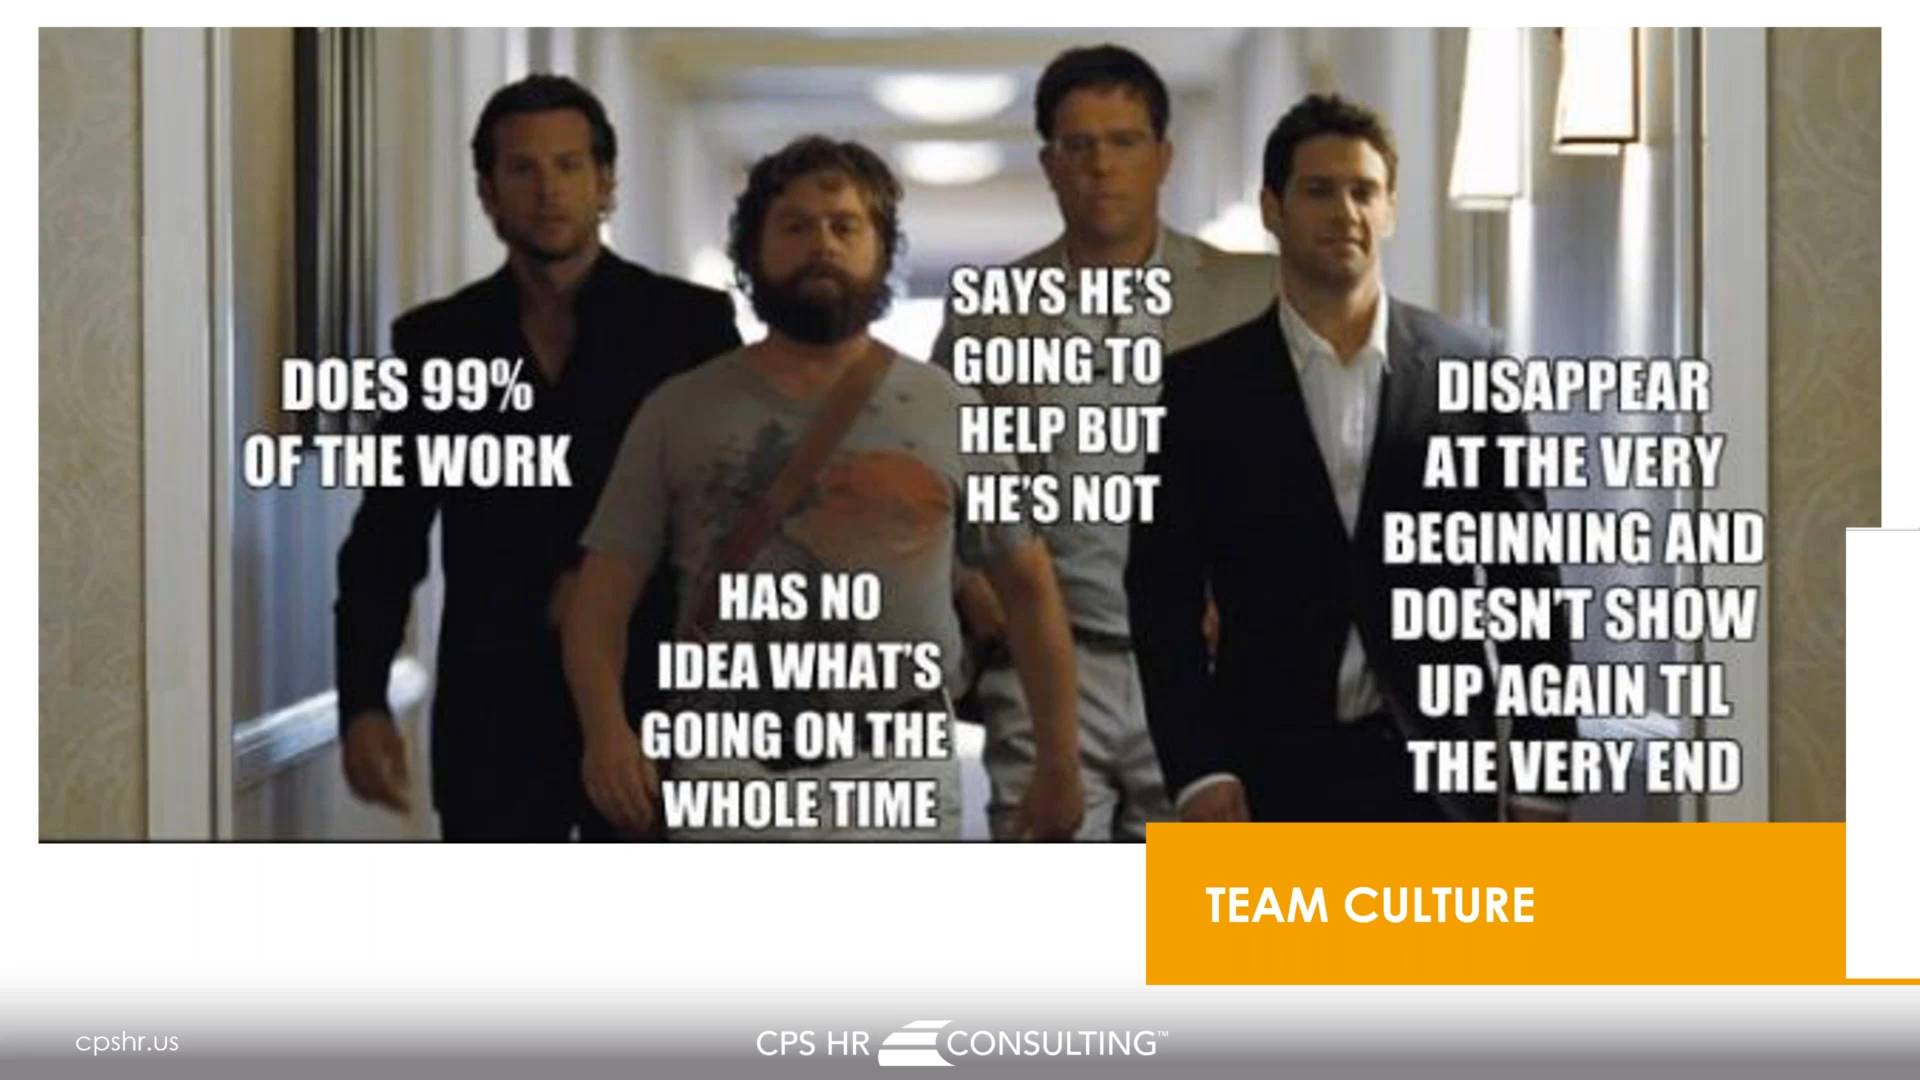 DOES 99%
OF THE WORK
HAS NO
IDEA WHAT'S
GOING ON THE
WHOLE TIME
SAYS HE'S
GOING TO
HELP BUT
HE'S NOT
DISAPPEAR
AT THE VERY
BEGINNING AND
DOESN'T SHOW
UP AGAIN TIL
THE VERY END
TEAM CULTURE
cpshr.us
CPS HR CONSULTING™